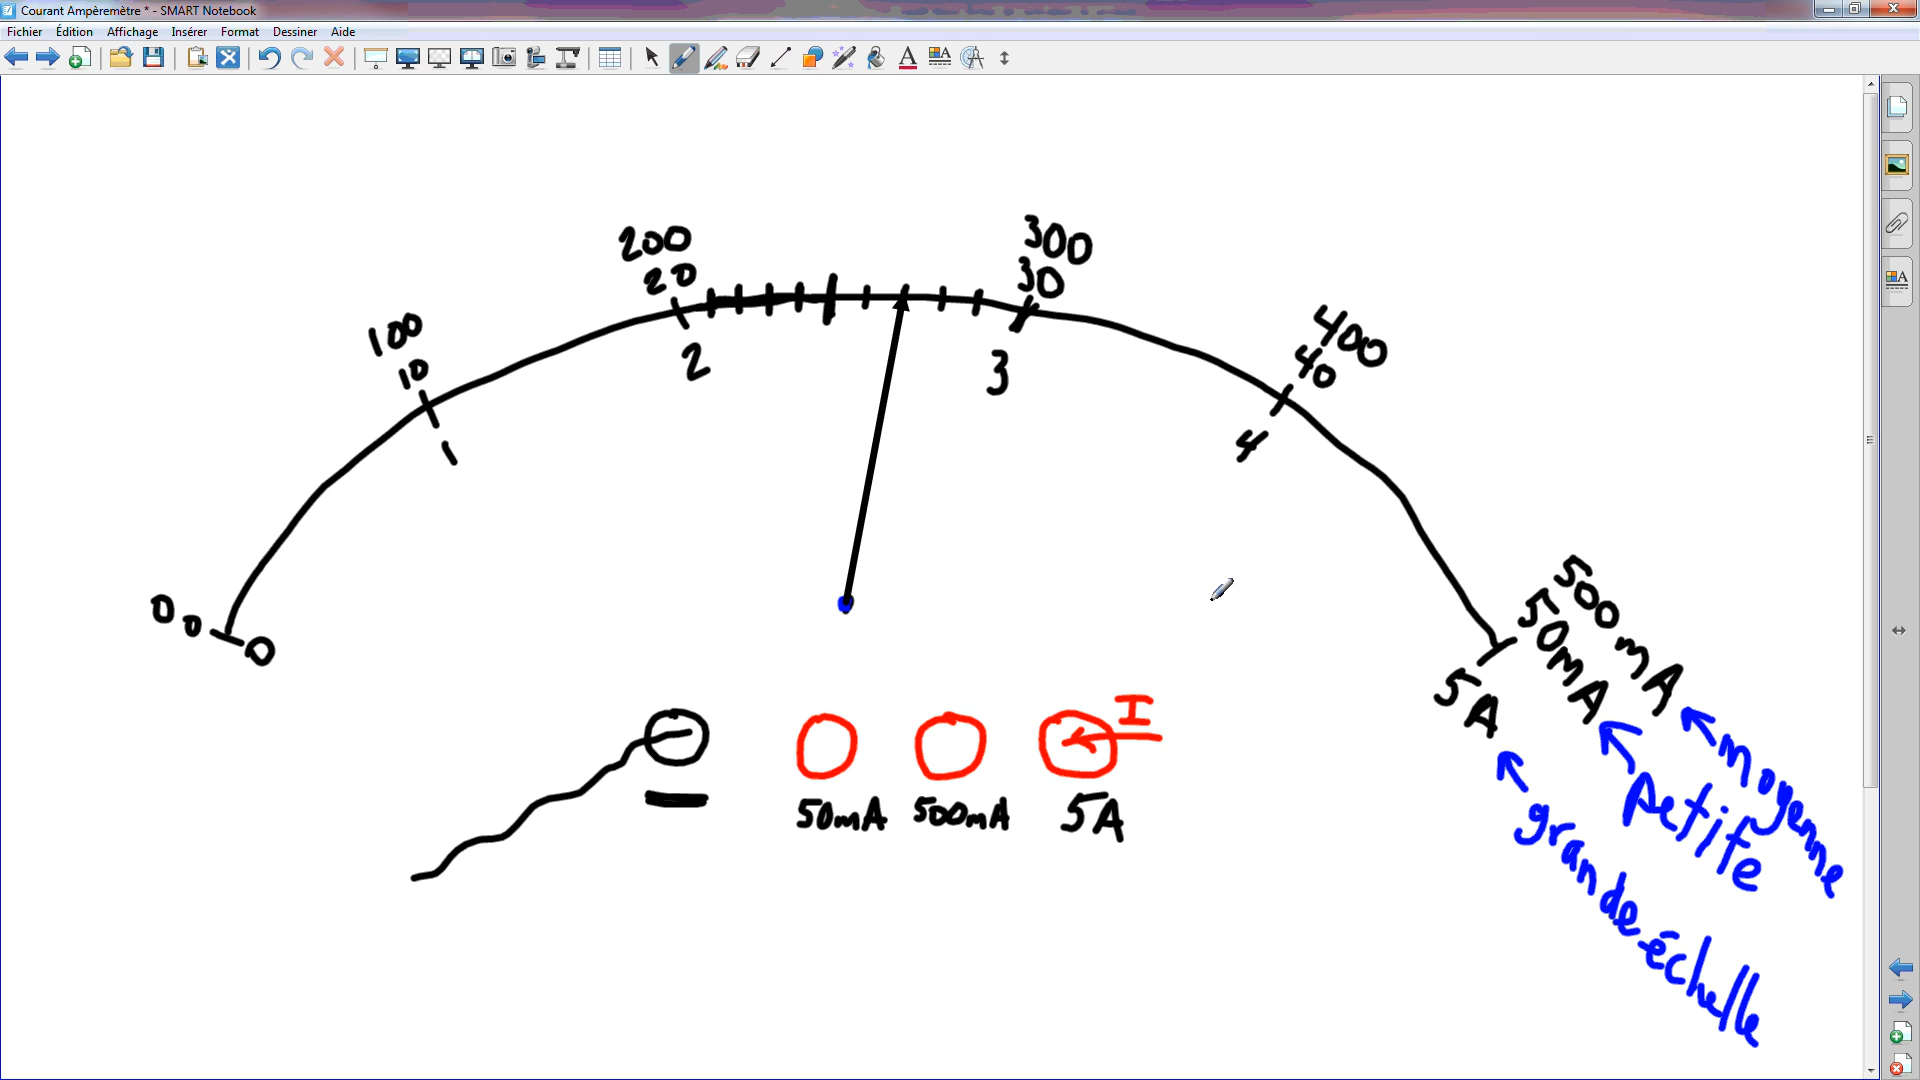 Courant Ampèremètre * - SMART Notebook
Fichier Édition Affichage Insérer Format Dessiner Aide
200
20
300
30
100
10
400
40
2
3
1
4
0
0
0
500mA
50mA
5A
I
50mA
500mA
5A
moyenne
Petite
grande échelle